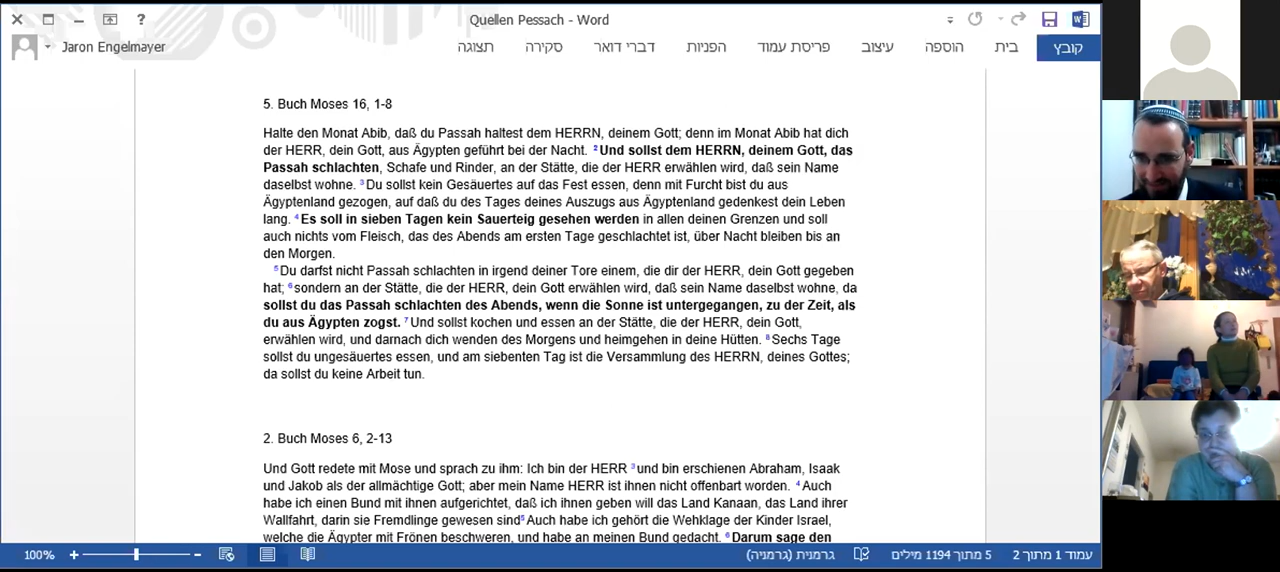 Quellen Pessach - Word
Jaron Engelmayer
קובץ
בית
הוספה
עיצוב
פריסת עמוד
הפניות
דברי דואר
סקירה
תצוגה
5. Buch Moses 16, 1-8
Halte den Monat Abib, daß du Passah haltest dem HERRN, deinem Gott; denn im Monat Abib hat dich
der HERR, dein Gott, aus Ägypten geführt bei der Nacht. 2 Und sollst dem HERRN, deinem Gott, das
Passah schlachten, Schafe und Rinder, an der Stätte, die der HERR erwählen wird, daß sein Name
daselbst wohne. 3 Du sollst kein Gesäuertes auf das Fest essen, denn mit Furcht bist du aus
Ägyptenland gezogen, auf daß du des Tages deines Auszugs aus Ägyptenland gedenkest dein Leben
lang. 4 Es soll in sieben Tagen kein Sauerteig gesehen werden in allen deinen Grenzen und soll
auch nichts vom Fleisch, das des Abends am ersten Tage geschlachtet ist, über Nacht bleiben bis an
den Morgen.
5 Du darfst nicht Passah schlachten in irgend deiner Tore einem, die dir der HERR, dein Gott gegeben
hat; 6 sondern an der Stätte, die der HERR, dein Gott erwählen wird, daß sein Name daselbst wohne, da
sollst du das Passah schlachten des Abends, wenn die Sonne ist untergegangen, zu der Zeit, als
du aus Ägypten zogst. 7 Und sollst kochen und essen an der Stätte, die der HERR, dein Gott,
erwählen wird, und darnach dich wenden des Morgens und heimgehen in deine Hütten. 8 Sechs Tage
sollst du ungesäuertes essen, und am siebenten Tag ist die Versammlung des HERRN, deines Gottes;
da sollst du keine Arbeit tun.
2. Buch Moses 6, 2-13
Und Gott redete mit Mose und sprach zu ihm: Ich bin der HERR 3 und bin erschienen Abraham, Isaak
und Jakob als der allmächtige Gott; aber mein Name HERR ist ihnen nicht offenbart worden. 4 Auch
habe ich einen Bund mit ihnen aufgerichtet, daß ich ihnen geben will das Land Kanaan, das Land ihrer
Wallfahrt, darin sie Fremdlinge gewesen sind 5 Auch habe ich gehört die Wehklage der Kinder Israel,
welche die Ägypter mit Frönen beschweren, und habe an meinen Bund gedacht. 6 Darum sage den
עמוד 1 מתוך 2
5 מתוך 1194 מילים
גרמנית (גרמניה)
100%